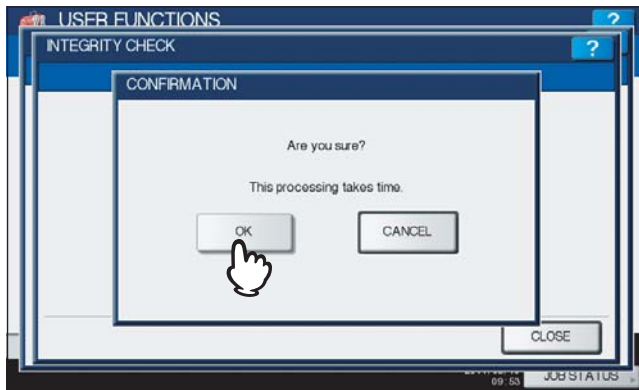 USER FUNCTIONS
?
INTEGRITY CHECK
?
CONFIRMATION
Are you sure?
This processing takes time.
OK
CANCEL
CLOSE
09:53
JOB STATUS